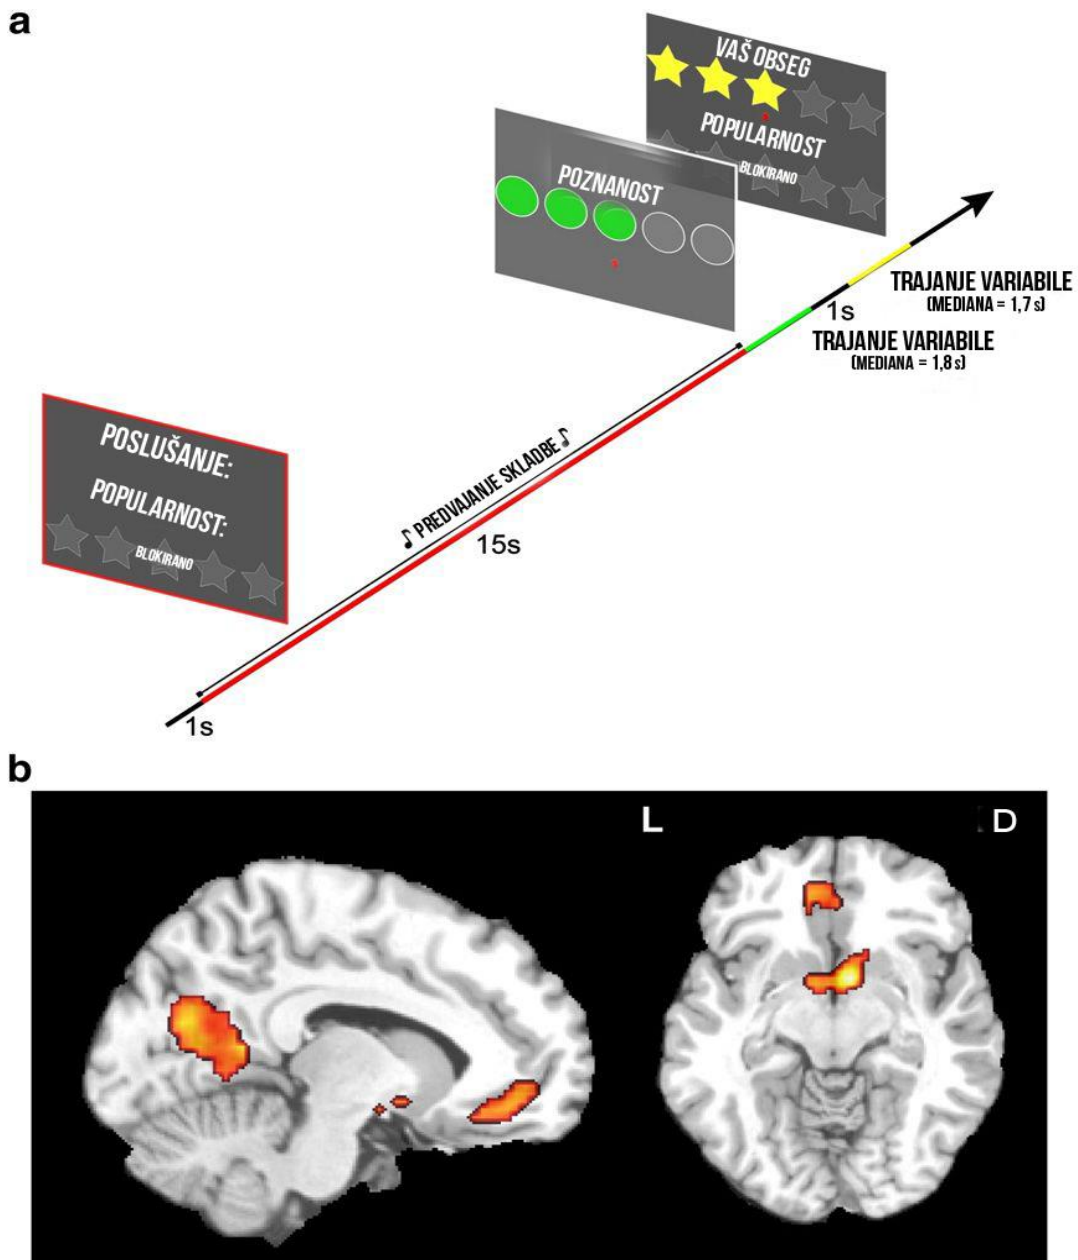 a
VAŠ OBSEG
POPULARNOST
BLOKIRANO
POZNANOST
TRAJANJE VARIABILE
(MEDIANA = 1,7 s)
1s
TRAJANJE VARIABILE
(MEDIANA = 1,8 s)
POSLUŠANJE:
POPULARNOST:
BLOKIRANO
♪ PREDVAJANJE SKLADBE ♪
15s
1s
b
L
D